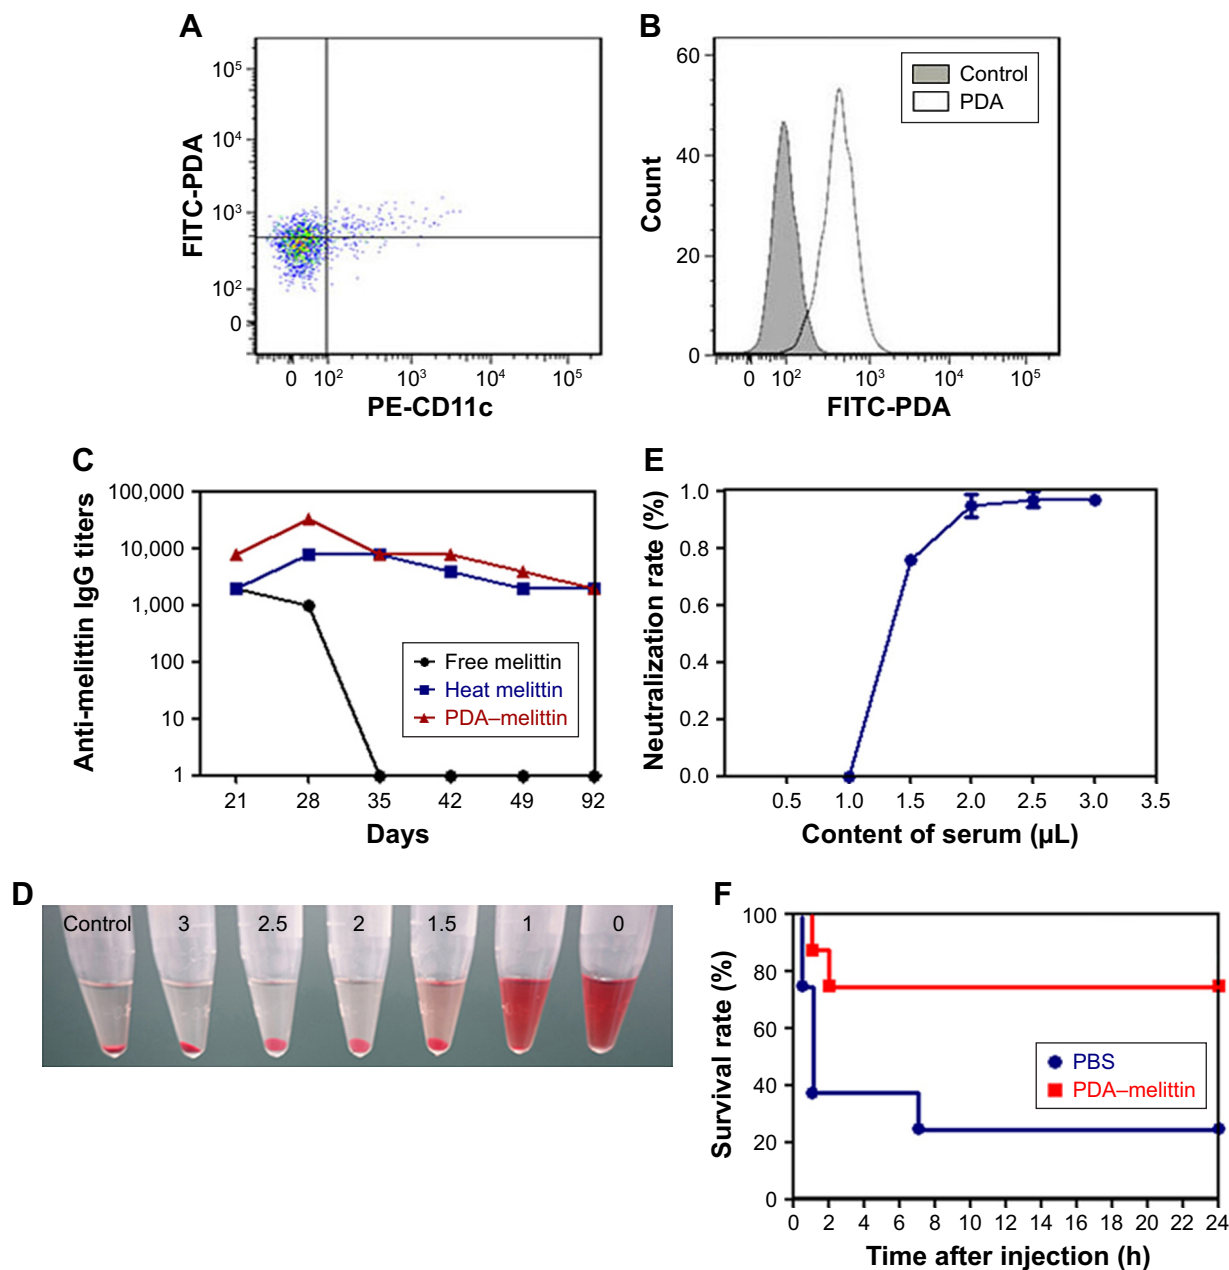 A
10⁵
10⁴
10³
10²
0
FITC-PDA
0 10² 10³ 10⁴ 10⁵
PE-CD11c
B
60
40
20
0
Count
Control
PDA
0 10² 10³ 10⁴ 10⁵
FITC-PDA
C
100,000
10,000
1,000
100
10
1
Anti-melittin IgG titers
Free melittin
Heat melittin
PDA–melittin
21 28 35 42 49 92
Days
E
1.0
0.8
0.6
0.4
0.2
0.0
Neutralization rate (%)
0.5 1.0 1.5 2.0 2.5 3.0 3.5
Content of serum (µL)
D
Control 3 2.5 2 1.5 1 0
F
100
80
60
40
20
0
Survival rate (%)
PBS
PDA–melittin
0 2 4 6 8 10 12 14 16 18 20 22 24
Time after injection (h)